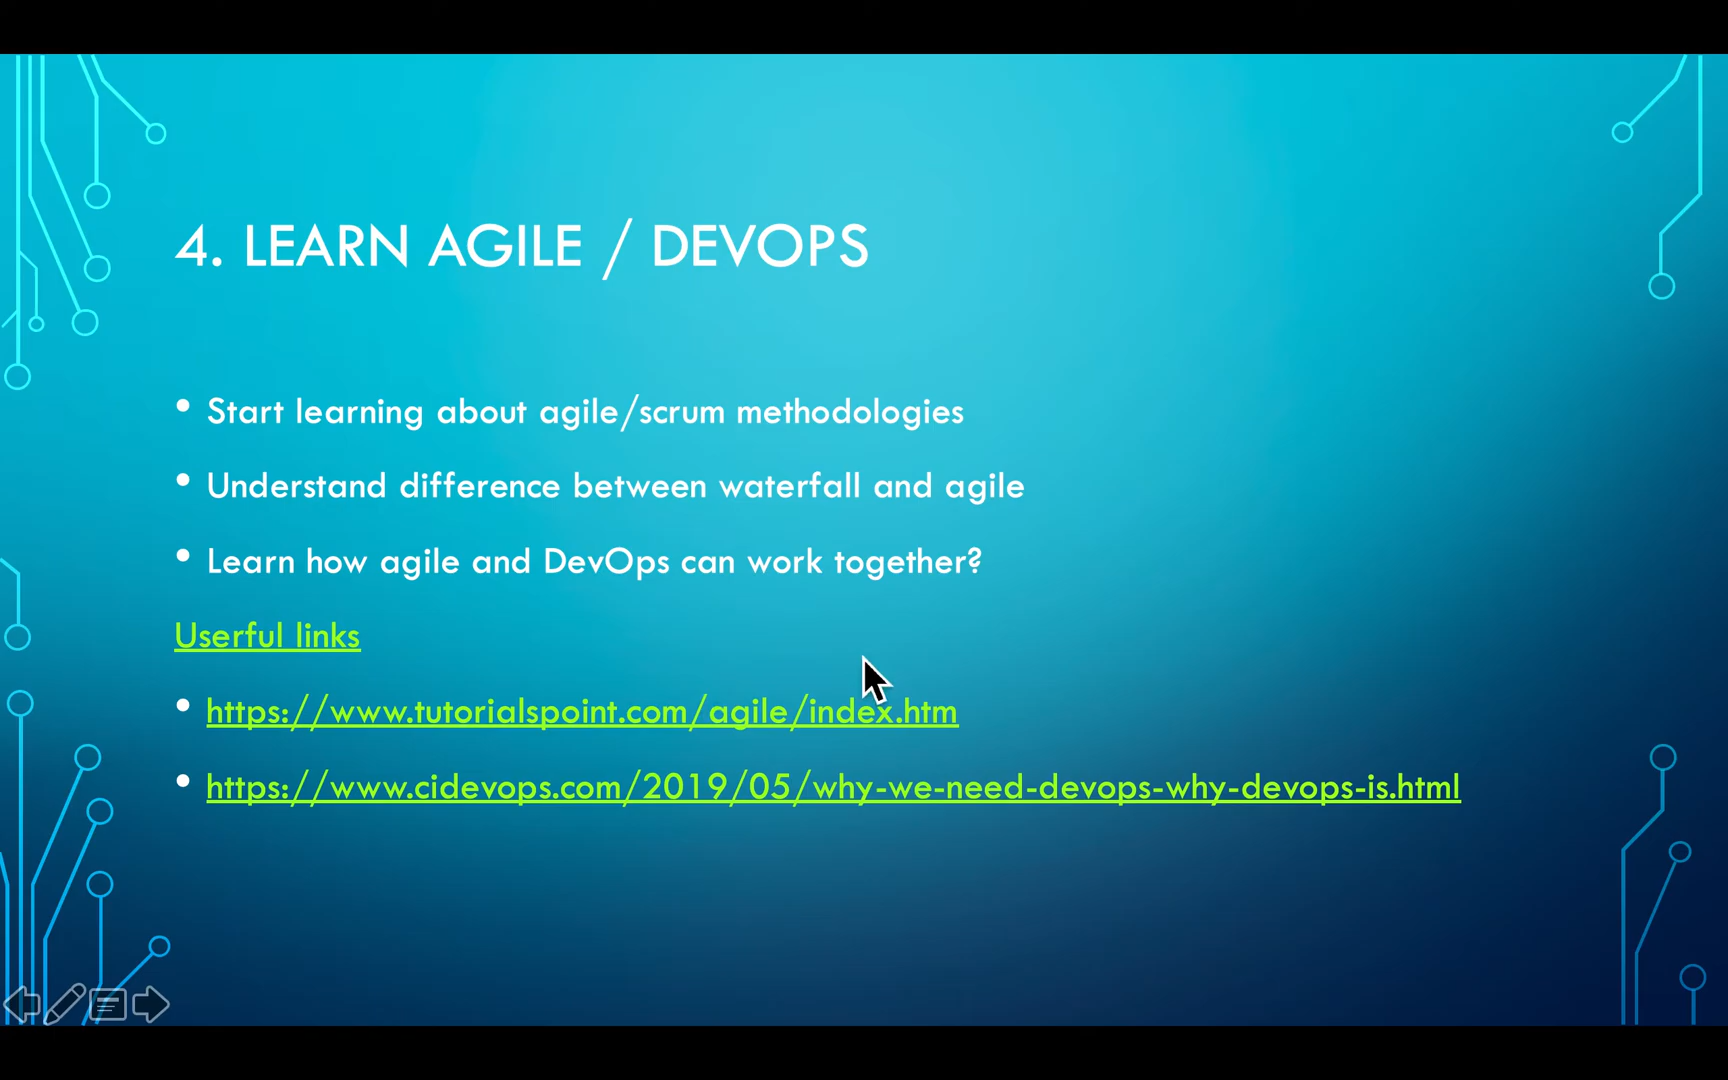 4. LEARN AGILE / DEVOPS
• Start learning about agile/scrum methodologies
• Understand difference between waterfall and agile
• Learn how agile and DevOps can work together?
Userful links
• https://www.tutorialspoint.com/agile/index.htm
• https://www.cidevops.com/2019/05/why-we-need-devops-why-devops-is.html